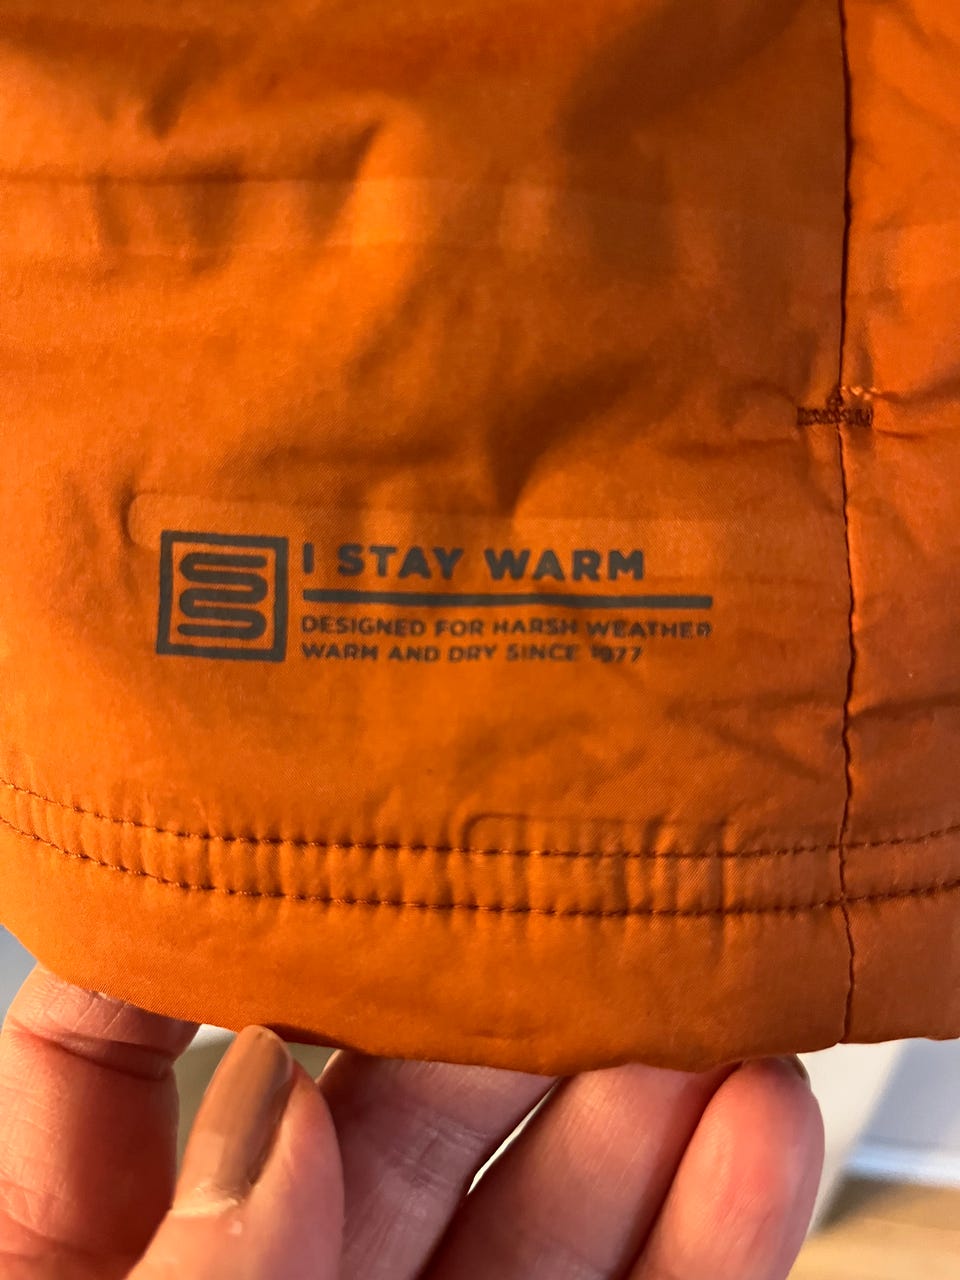 I STAY WARM
DESIGNED FOR HARSH WEATHER
WARM AND DRY SINCE 1977